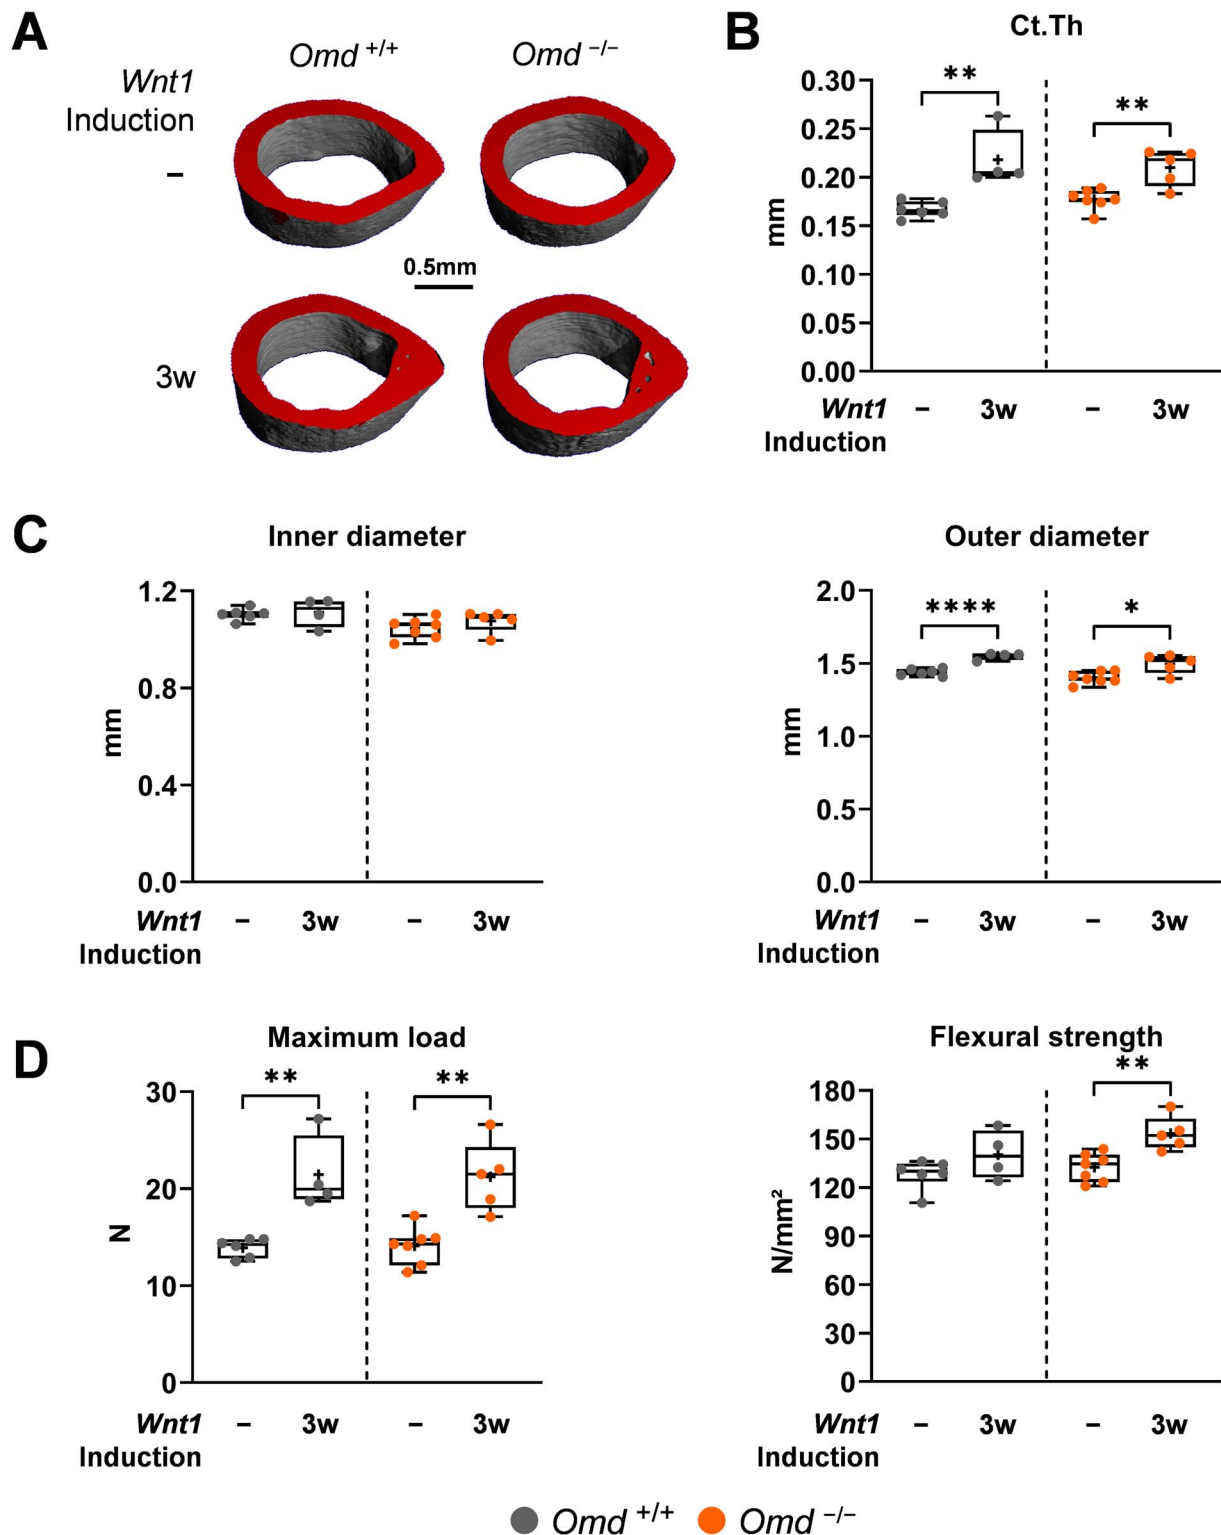 A
Omd +/+
Omd −/−
Wnt1
Induction
−
0.5mm
3w
B
Ct.Th
**
**
0.30
0.25
0.20
0.15
0.10
0.05
0.00
mm
Wnt1 − 3w − 3w
Induction
C
Inner diameter
1.2
0.8
0.4
0.0
mm
Wnt1 − 3w − 3w
Induction
Outer diameter
****
*
2.0
1.5
1.0
0.5
0.0
mm
Wnt1 − 3w − 3w
Induction
D
Maximum load
**
**
30
20
10
0
N
Wnt1 − 3w − 3w
Induction
Flexural strength
**
180
150
120
90
60
30
0
N/mm²
Wnt1 − 3w − 3w
Induction
Omd +/+ Omd −/−